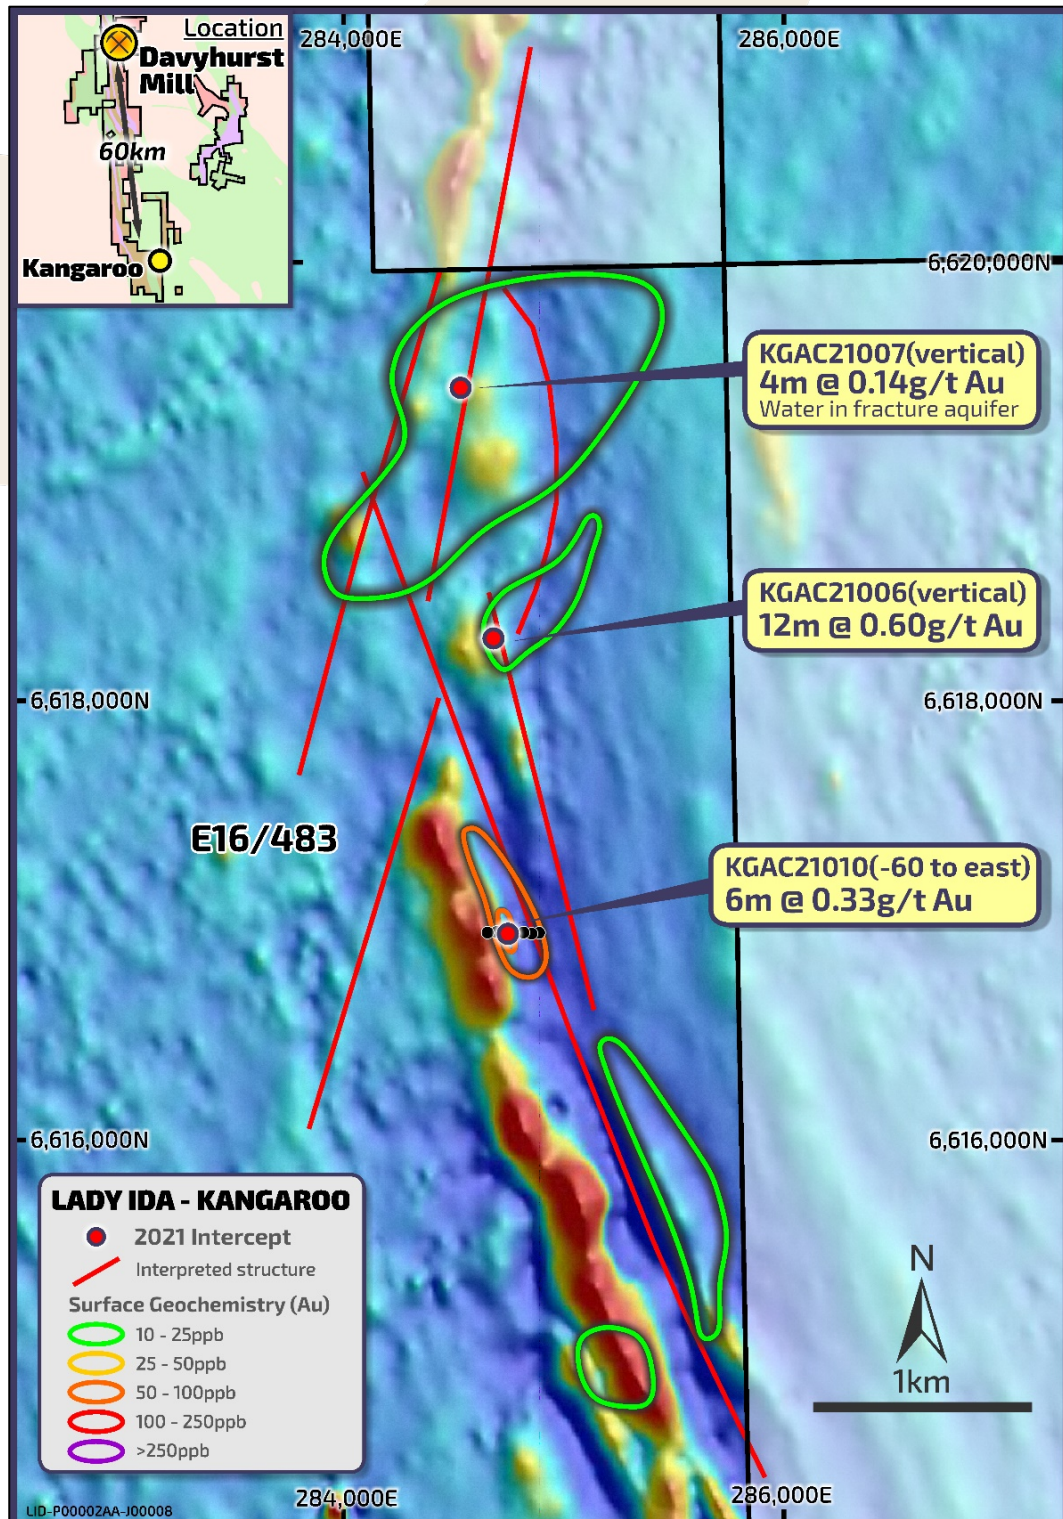 Location
Davyhurst
Mill
60km
Kangaroo
284,000E
286,000E
6,620,000N
KGAC21007(vertical)
4m @ 0.14g/t Au
Water in fracture aquifer
KGAC21006(vertical)
12m @ 0.60g/t Au
6,618,000N
6,618,000N
E16/483
KGAC21010(-60 to east)
6m @ 0.33g/t Au
6,616,000N
6,616,000N
LADY IDA - KANGAROO
2021 Intercept
Interpreted structure
Surface Geochemistry (Au)
10 - 25ppb
25 - 50ppb
50 - 100ppb
100 - 250ppb
>250ppb
N
1km
284,000E
286,000E
LID-P00002AA-J00008